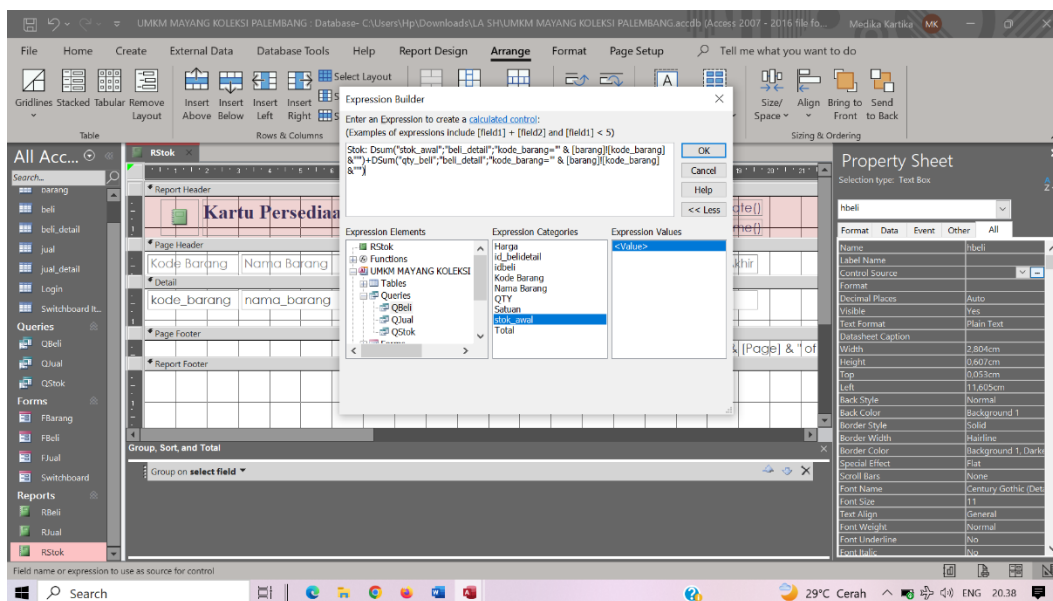 UMKM MAYANG KOLEKSI PALEMBANG : Database- C:\Users\Hp\Downloads\LA SH\UMKM MAYANG KOLEKSI PALEMBANG.accdb (Access 2007 - 2016 file fo...
Medika Kartika
MK
File Home Create External Data Database Tools Help Report Design Arrange Format Page Setup Tell me what you want to do
Select Layout
Gridlines Stacked Tabular Remove Layout
Insert Above Insert Below Insert Left Insert Right
Size/ Space Align Bring to Front Send to Back
Table
Rows & Columns
Sizing & Ordering
Expression Builder
Enter an Expression to create a calculated control:
(Examples of expressions include [field1] + [field2] and [field1] < 5)
Stok: Dsum("stok_awal";"beli_detail";"kode_barang='" & [barang]![kode_barang]
&"'")+DSum("qty_beli";"beli_detail";"kode_barang='" & [barang]![kode_barang]
&"'")
OK
Cancel
Help
<< Less
Expression Elements
RStok
Functions
UMKM MAYANG KOLEKSI
Tables
Queries
QBeli
QJual
QStok
Expression Categories
Harga
id_belidetail
idbeli
Kode Barang
Nama Barang
QTY
Satuan
stok_awal
Total
Expression Values
<Value>
All Acc...
Search...
barang
beli
beli_detail
jual
jual_detail
Login
Switchboard It...
Queries
QBeli
QJual
QStok
Forms
FBarang
FBeli
FJual
Switchboard
Reports
RBeli
RJual
RStok
RStok
Report Header
Kartu Persediaa
ate()
me()
Page Header
Kode Barang Nama Barang
khir
Detail
kode_barang nama_barang
Page Footer
& [Page] & " of
Report Footer
Group, Sort, and Total
Group on select field
Property Sheet
Selection type: Text Box
hbeli
Format Data Event Other All
Name hbeli
Label Name
Control Source
Format
Decimal Places Auto
Visible Yes
Text Format Plain Text
Datasheet Caption
Width 2,804cm
Height 0,607cm
Top 0,053cm
Left 11,605cm
Back Style Normal
Back Color Background 1
Border Style Solid
Border Width Hairline
Border Color Background 1, Darke
Special Effect Flat
Scroll Bars None
Font Name Century Gothic (Deta
Font Size 11
Text Align General
Font Weight Normal
Font Underline No
Font Italic No
Field name or expression to use as source for control
Search
29°C Cerah
ENG 20.38